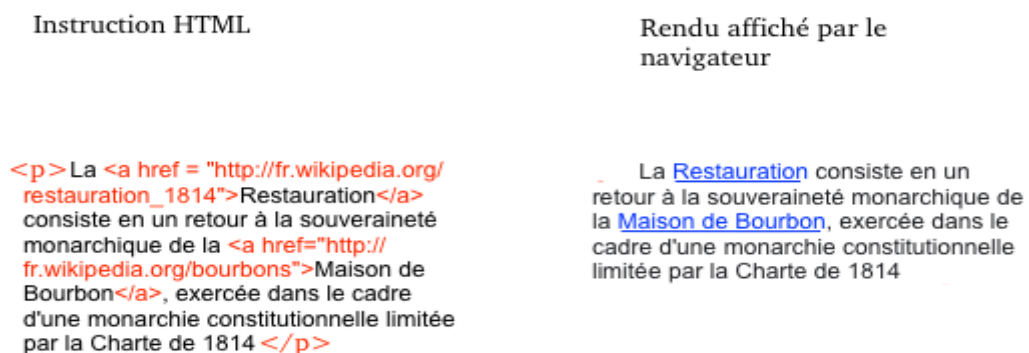 Instruction HTML
Rendu affiché par le
navigateur
<p>La <a href = "http://fr.wikipedia.org/
restauration_1814">Restauration</a>
consiste en un retour à la souveraineté
monarchique de la <a href="http://
fr.wikipedia.org/bourbons">Maison de
Bourbon</a>, exercée dans le cadre
d'une monarchie constitutionnelle limitée
par la Charte de 1814 </p>
La Restauration consiste en un
retour à la souveraineté monarchique de
la Maison de Bourbon, exercée dans le
cadre d'une monarchie constitutionnelle
limitée par la Charte de 1814